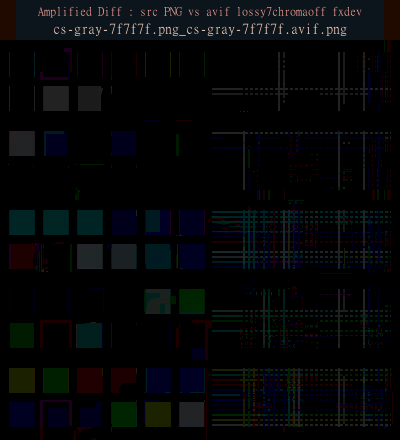 Amplified Diff : src PNG vs avif lossy7chromaoff fxdev
cs-gray-7f7f7f.png_cs-gray-7f7f7f.avif.png